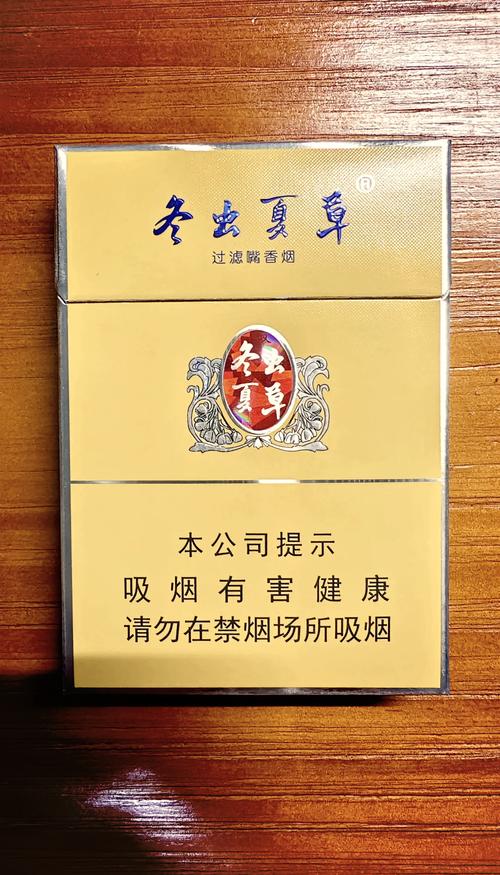 冬虫夏草®
过滤嘴香烟
冬虫
夏草
本公司提示
吸烟有害健康
请勿在禁烟场所吸烟